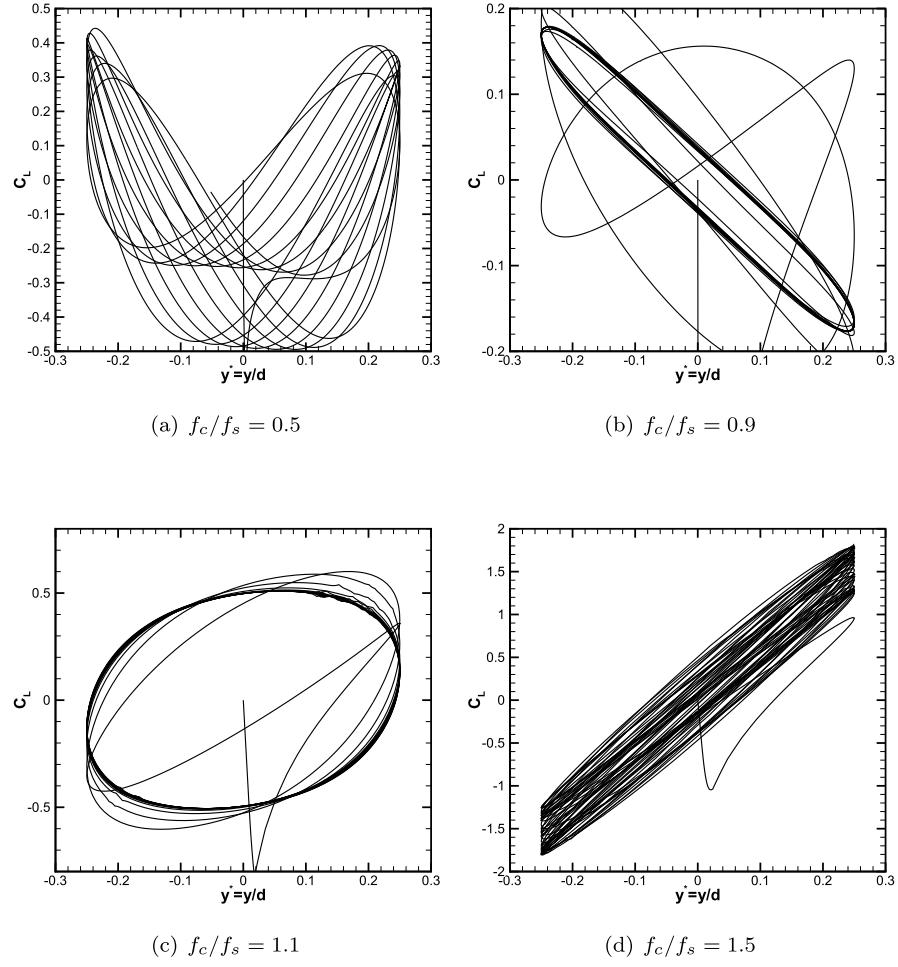 0.5
0.4
0.3
0.2
0.1
0
-0.1
-0.2
-0.3
-0.4
-0.5
C_L
-0.3 -0.2 -0.1 0 0.1 0.2 0.3
y*=y/d
(a) f_c/f_s = 0.5
0.2
0.1
0
-0.1
-0.2
C_L
-0.3 -0.2 -0.1 0 0.1 0.2 0.3
y*=y/d
(b) f_c/f_s = 0.9
0.5
0
-0.5
C_L
-0.3 -0.2 -0.1 0 0.1 0.2 0.3
y*=y/d
(c) f_c/f_s = 1.1
2
1.5
1
0.5
0
-0.5
-1
-1.5
-2
C_L
-0.3 -0.2 -0.1 0 0.1 0.2 0.3
y*=y/d
(d) f_c/f_s = 1.5